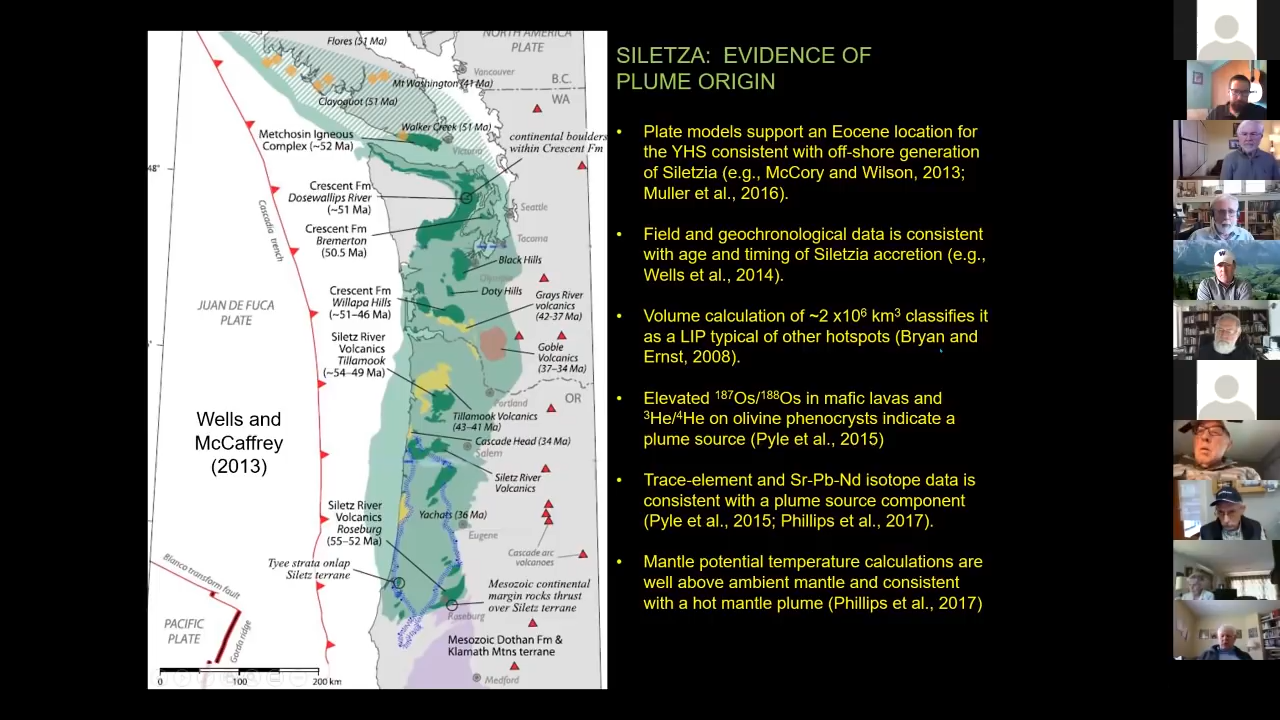 Flores (51 Ma)
NORTH AMERICA
PLATE
Vancouver
B.C.
WA
Mt Washington (41 Ma)
Clayoquot (51 Ma)
Walker Creek (51 Ma)
Metchosin Igneous
Complex (~52 Ma)
Victoria
continental boulders
within Crescent Fm
48°
Crescent Fm
Dosewallips River
(~51 Ma)
Seattle
Crescent Fm
Bremerton
(50.5 Ma)
Tacoma
Cascadia trench
Black Hills
Olympia
Doty Hills
Crescent Fm
Willapa Hills
(~51–46 Ma)
Grays River
volcanics
(42-37 Ma)
JUAN DE FUCA
PLATE
Siletz River
Volcanics
Tillamook
(~54–49 Ma)
Goble
Volcanics
(37–34 Ma)
OR
Portland
Wells and
McCaffrey
(2013)
Tillamook Volcanics
(43–41 Ma)
Cascade Head (34 Ma)
Salem
Siletz River
Volcanics
Siletz River
Volcanics
Roseburg
(55–52 Ma)
Yachats (36 Ma)
Eugene
Cascade arc
volcanoes
Tyee strata onlap
Siletz terrane
Blanco transform fault
Mesozoic continental
margin rocks thrust
over Siletz terrane
Roseburg
PACIFIC
PLATE
Gorda ridge
Mesozoic Dothan Fm &
Klamath Mtns terrane
Medford
0 100 200 km
SILETZA: EVIDENCE OF
PLUME ORIGIN
• Plate models support an Eocene location for
the YHS consistent with off-shore generation
of Siletzia (e.g., McCory and Wilson, 2013;
Muller et al., 2016).
• Field and geochronological data is consistent
with age and timing of Siletzia accretion (e.g.,
Wells et al., 2014).
• Volume calculation of ~2 x10⁶ km³ classifies it
as a LIP typical of other hotspots (Bryan and
Ernst, 2008).
• Elevated ¹⁸⁷Os/¹⁸⁸Os in mafic lavas and
³He/⁴He on olivine phenocrysts indicate a
plume source (Pyle et al., 2015)
• Trace-element and Sr-Pb-Nd isotope data is
consistent with a plume source component
(Pyle et al., 2015; Phillips et al., 2017).
• Mantle potential temperature calculations are
well above ambient mantle and consistent
with a hot mantle plume (Phillips et al., 2017)
W